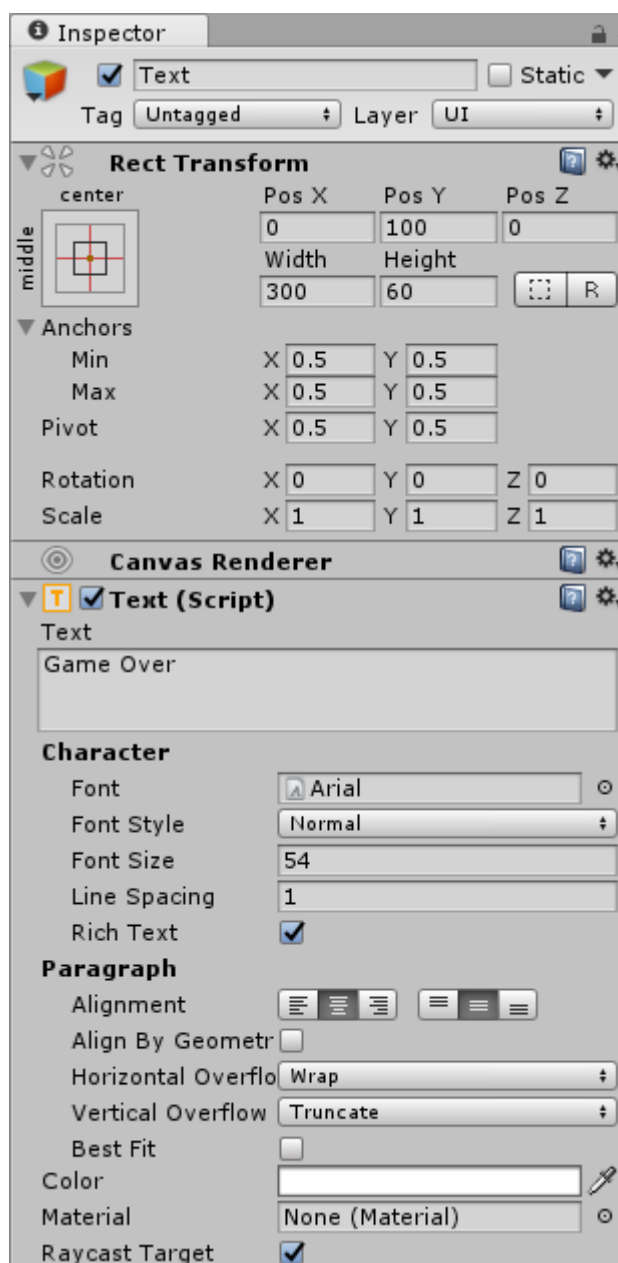 Inspector
Text Static
Tag Untagged Layer UI
Rect Transform
center Pos X Pos Y Pos Z
middle
0 100 0
Width Height
300 60 R
Anchors
Min X 0.5 Y 0.5
Max X 0.5 Y 0.5
Pivot X 0.5 Y 0.5
Rotation X 0 Y 0 Z 0
Scale X 1 Y 1 Z 1
Canvas Renderer
T Text (Script)
Text
Game Over
Character
Font Arial
Font Style Normal
Font Size 54
Line Spacing 1
Rich Text
Paragraph
Alignment
Align By Geometr
Horizontal Overflo Wrap
Vertical Overflow Truncate
Best Fit
Color
Material None (Material)
Raycast Target